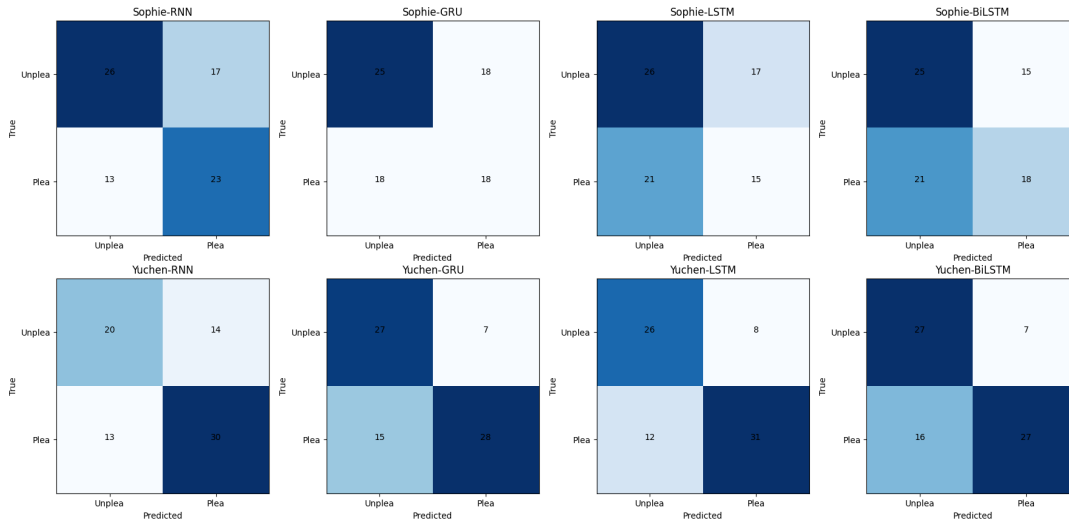 Sophie-RNN
Unplea
26
17
True
Plea
13
23
Unplea
Plea
Predicted
Sophie-GRU
Unplea
25
18
True
Plea
18
18
Unplea
Plea
Predicted
Sophie-LSTM
Unplea
26
17
True
Plea
21
15
Unplea
Plea
Predicted
Sophie-BiLSTM
Unplea
25
15
True
Plea
21
18
Unplea
Plea
Predicted
Yuchen-RNN
Unplea
20
14
True
Plea
13
30
Unplea
Plea
Predicted
Yuchen-GRU
Unplea
27
7
True
Plea
15
28
Unplea
Plea
Predicted
Yuchen-LSTM
Unplea
26
8
True
Plea
12
31
Unplea
Plea
Predicted
Yuchen-BiLSTM
Unplea
27
7
True
Plea
16
27
Unplea
Plea
Predicted